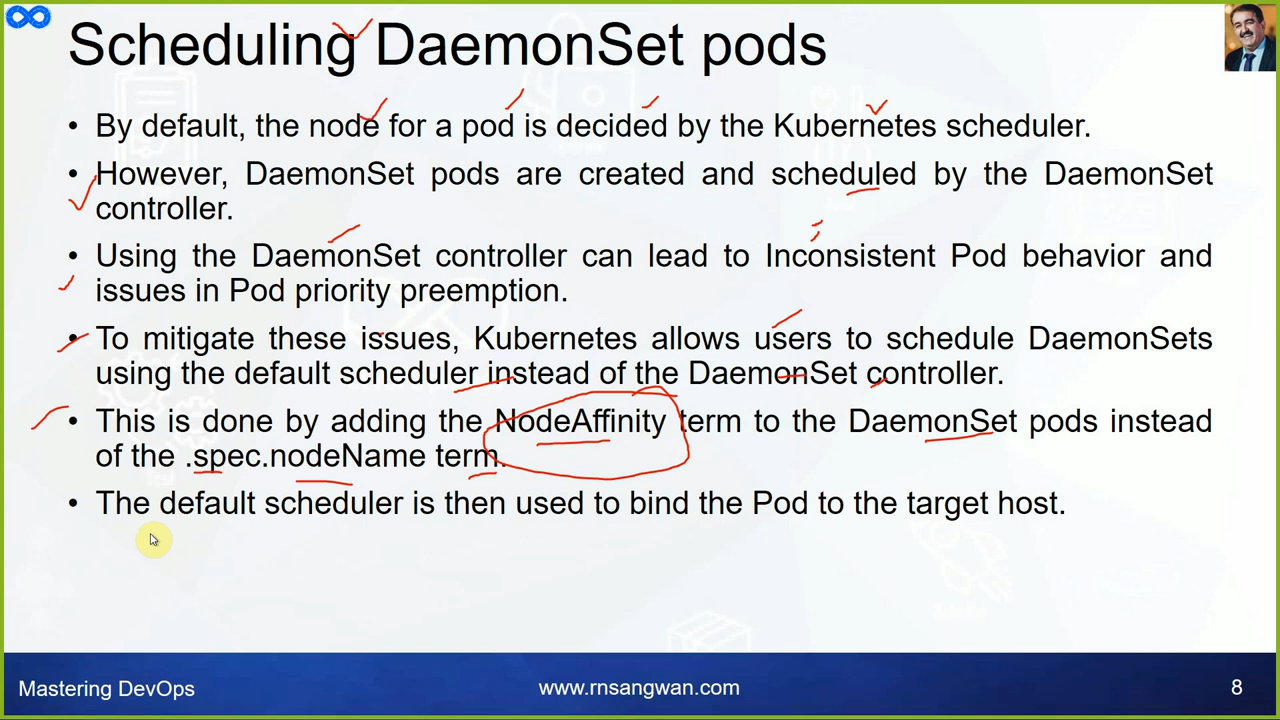 Scheduling DaemonSet pods
• By default, the node for a pod is decided by the Kubernetes scheduler.
• However, DaemonSet pods are created and scheduled by the DaemonSet
controller.
• Using the DaemonSet controller can lead to Inconsistent Pod behavior and
issues in Pod priority preemption.
• To mitigate these issues, Kubernetes allows users to schedule DaemonSets
using the default scheduler instead of the DaemonSet controller.
• This is done by adding the NodeAffinity term to the DaemonSet pods instead
of the .spec.nodeName term.
• The default scheduler is then used to bind the Pod to the target host.
Mastering DevOps
www.rnsangwan.com
8